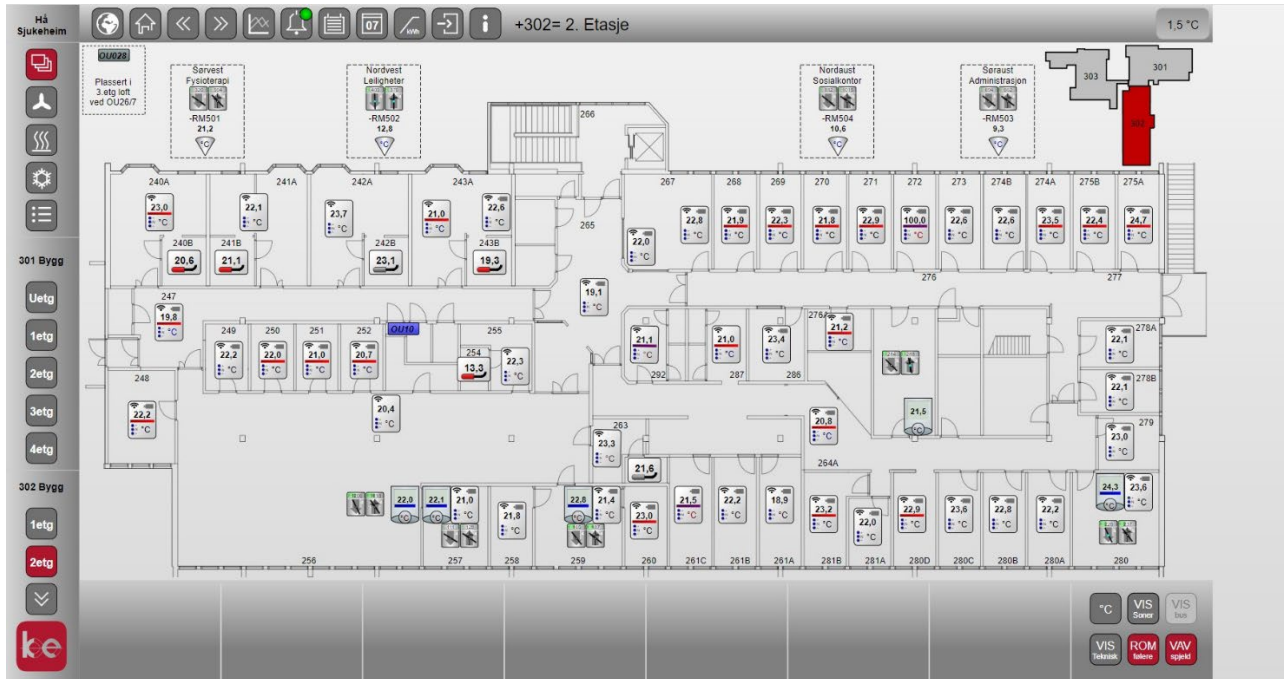 Hå
Sjukeheim
07
kWh
+302= 2. Etasje
1,5 °C
OU028
Plassert i
3.etg loft
ved OU26/7
Sørvest
Fysioterapi
-RM501
21,2
°C
Nordvest
Leiligheter
-RM502
12,8
°C
Nordaust
Sosialkontor
-RM504
10,6
°C
Søraust
Administrasjon
-RM503
9,3
°C
303
301
302
266
240A
241A
242A
243A
267
268
269
270
271
272
273
274B
274A
275B
275A
23,0
°C
22,1
°C
23,7
°C
21,0
°C
22,6
°C
265
22,0
°C
22,8
°C
21,9
°C
22,3
°C
21,8
°C
22,9
°C
100,0
°C
22,6
°C
22,6
°C
23,5
°C
22,4
°C
24,7
°C
240B
20,6
241B
21,1
242B
23,1
243B
19,3
301 Bygg
Uetg
1etg
2etg
3etg
4etg
302 Bygg
1etg
2etg
k e
276
277
247
19,8
°C
19,1
°C
249
250
251
252
OU10
255
22,2
°C
22,0
°C
21,0
°C
20,7
°C
254
13,3
22,3
°C
21,1
°C
292
21,0
°C
287
23,4
°C
286
21,2
°C
278A
22,1
°C
278B
22,1
°C
248
22,2
°C
20,4
°C
263
23,3
°C
21,6
20,8
°C
264A
21,5
°C
279
23,0
°C
22,0
°C
22,1
°C
21,0
°C
21,8
°C
22,8
°C
21,4
°C
23,0
°C
21,5
°C
22,2
°C
18,9
°C
23,2
°C
22,0
°C
22,9
°C
23,6
°C
22,8
°C
22,2
°C
24,3
°C
23,6
°C
256
257
258
259
260
261C
261B
261A
281B
281A
280D
280C
280B
280A
280
°C
VIS
Soner
VIS
bus
VIS
Teknisk
ROM
følere
VAV
spjeld